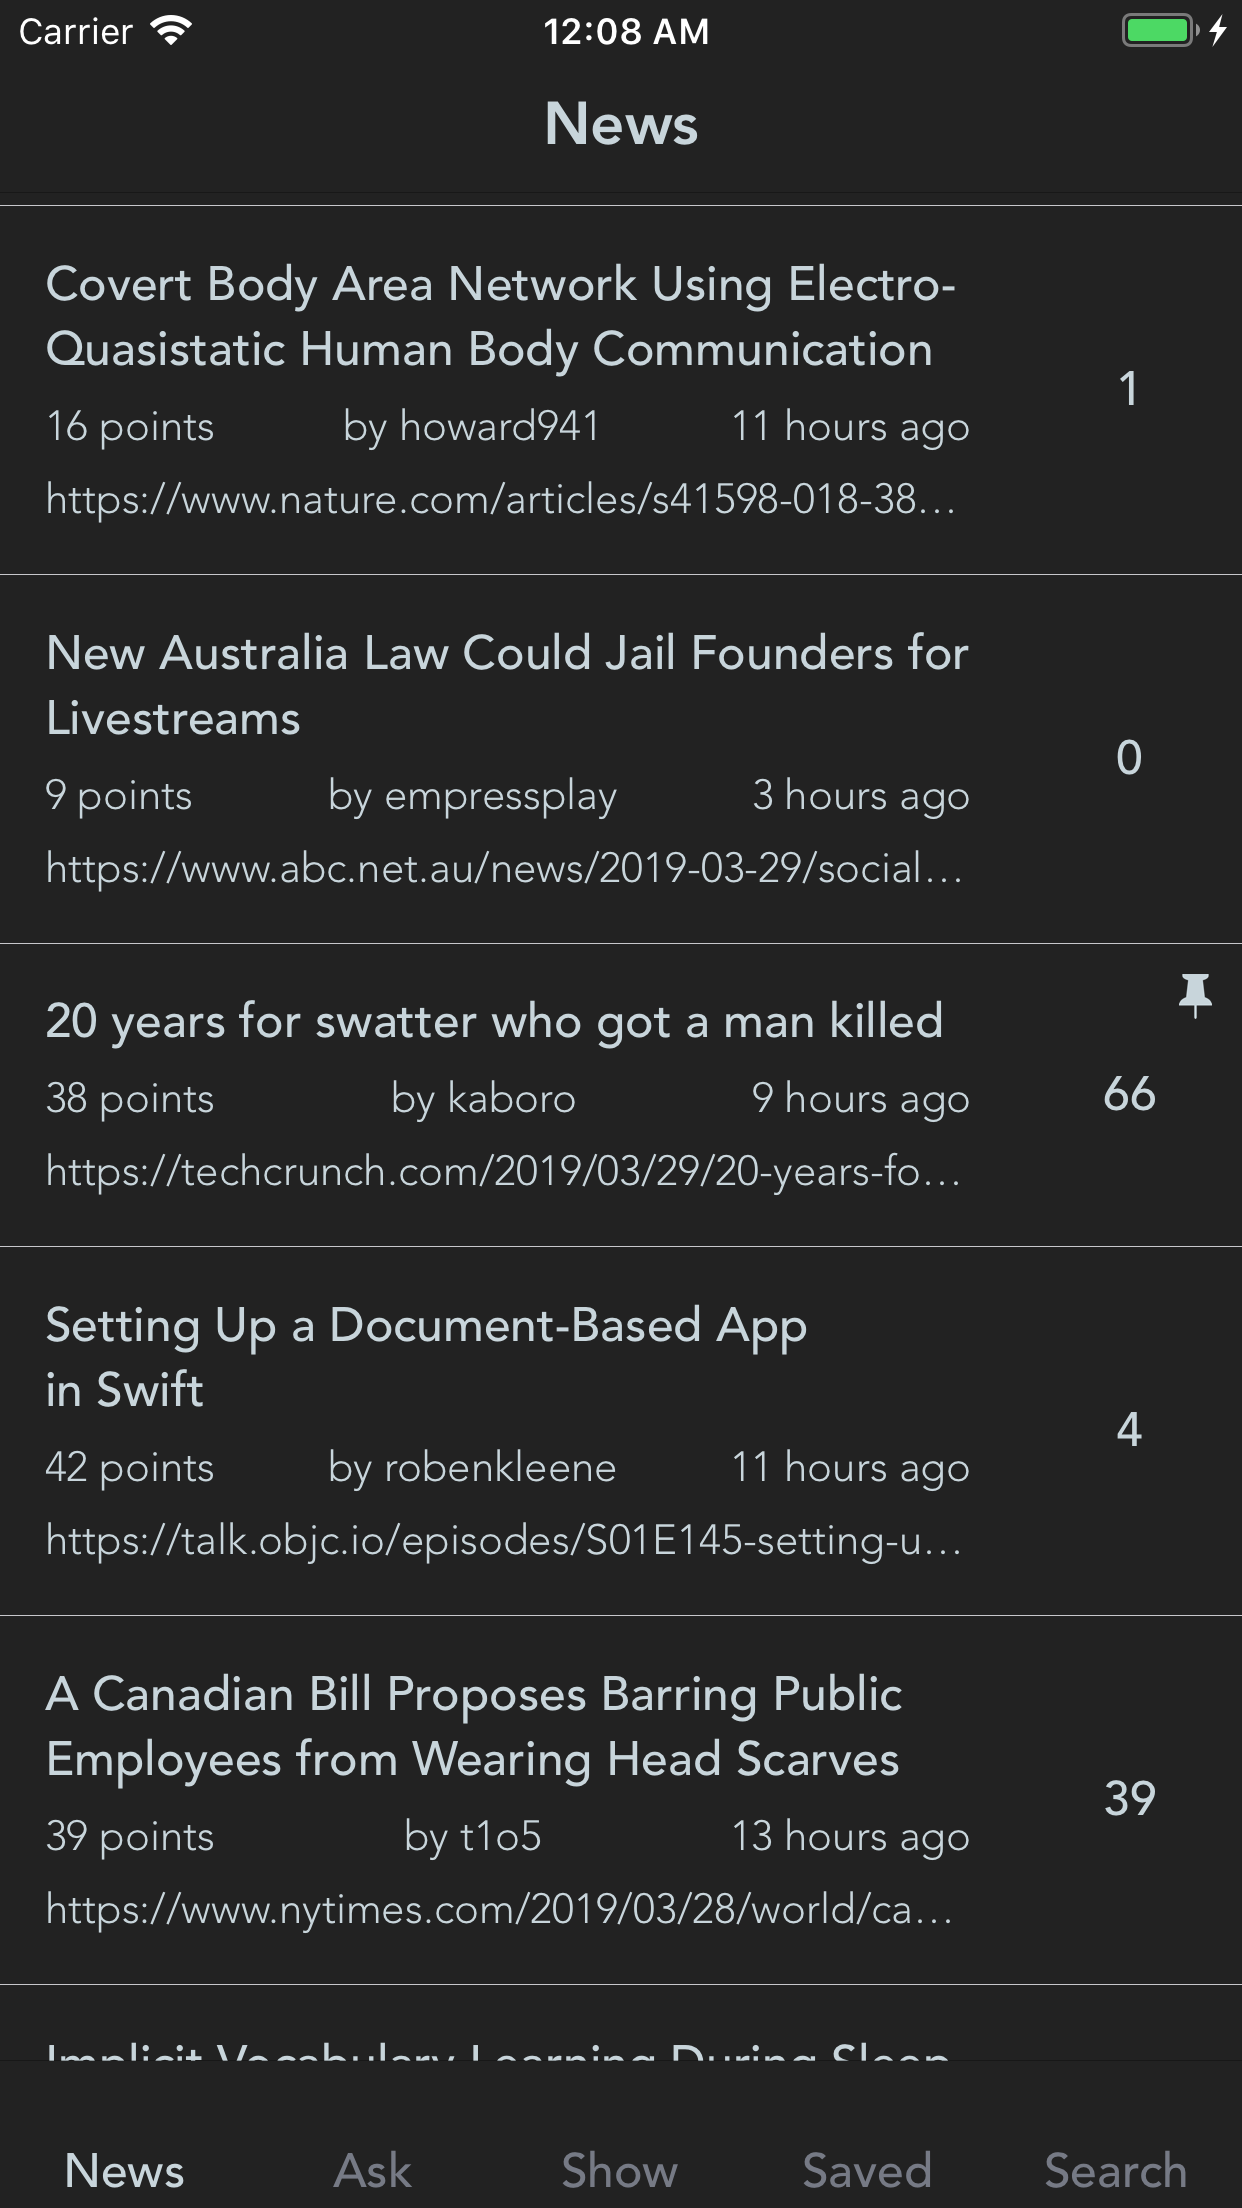 Carrier 12:08 AM
News
Covert Body Area Network Using Electro-
Quasistatic Human Body Communication
1
16 points by howard941 11 hours ago
https://www.nature.com/articles/s41598-018-38…
New Australia Law Could Jail Founders for
Livestreams
0
9 points by empressplay 3 hours ago
https://www.abc.net.au/news/2019-03-29/social…
20 years for swatter who got a man killed
38 points by kaboro 9 hours ago 66
https://techcrunch.com/2019/03/29/20-years-fo…
Setting Up a Document-Based App
in Swift
4
42 points by robenkleene 11 hours ago
https://talk.objc.io/episodes/S01E145-setting-u…
A Canadian Bill Proposes Barring Public
Employees from Wearing Head Scarves
39
39 points by t1o5 13 hours ago
https://www.nytimes.com/2019/03/28/world/ca…
Implicit Vocabulary Learning During Sleep
News Ask Show Saved Search